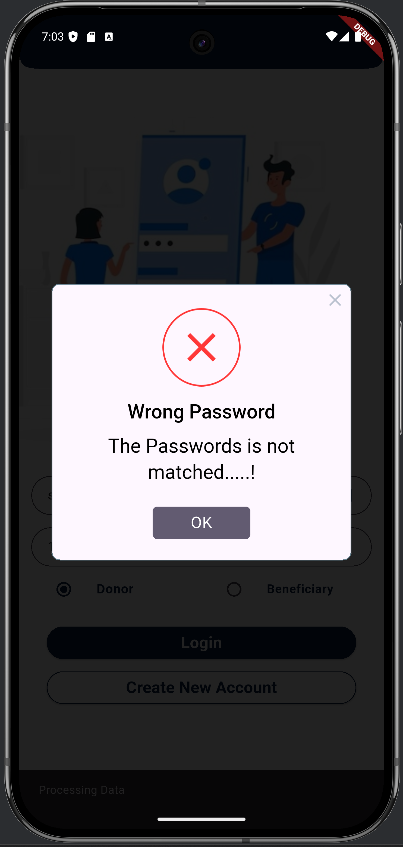 7:03
DEBUG
Wrong Password
The Passwords is not
matched.....!
OK
Donor
Beneficiary
Login
Create New Account
Processing Data